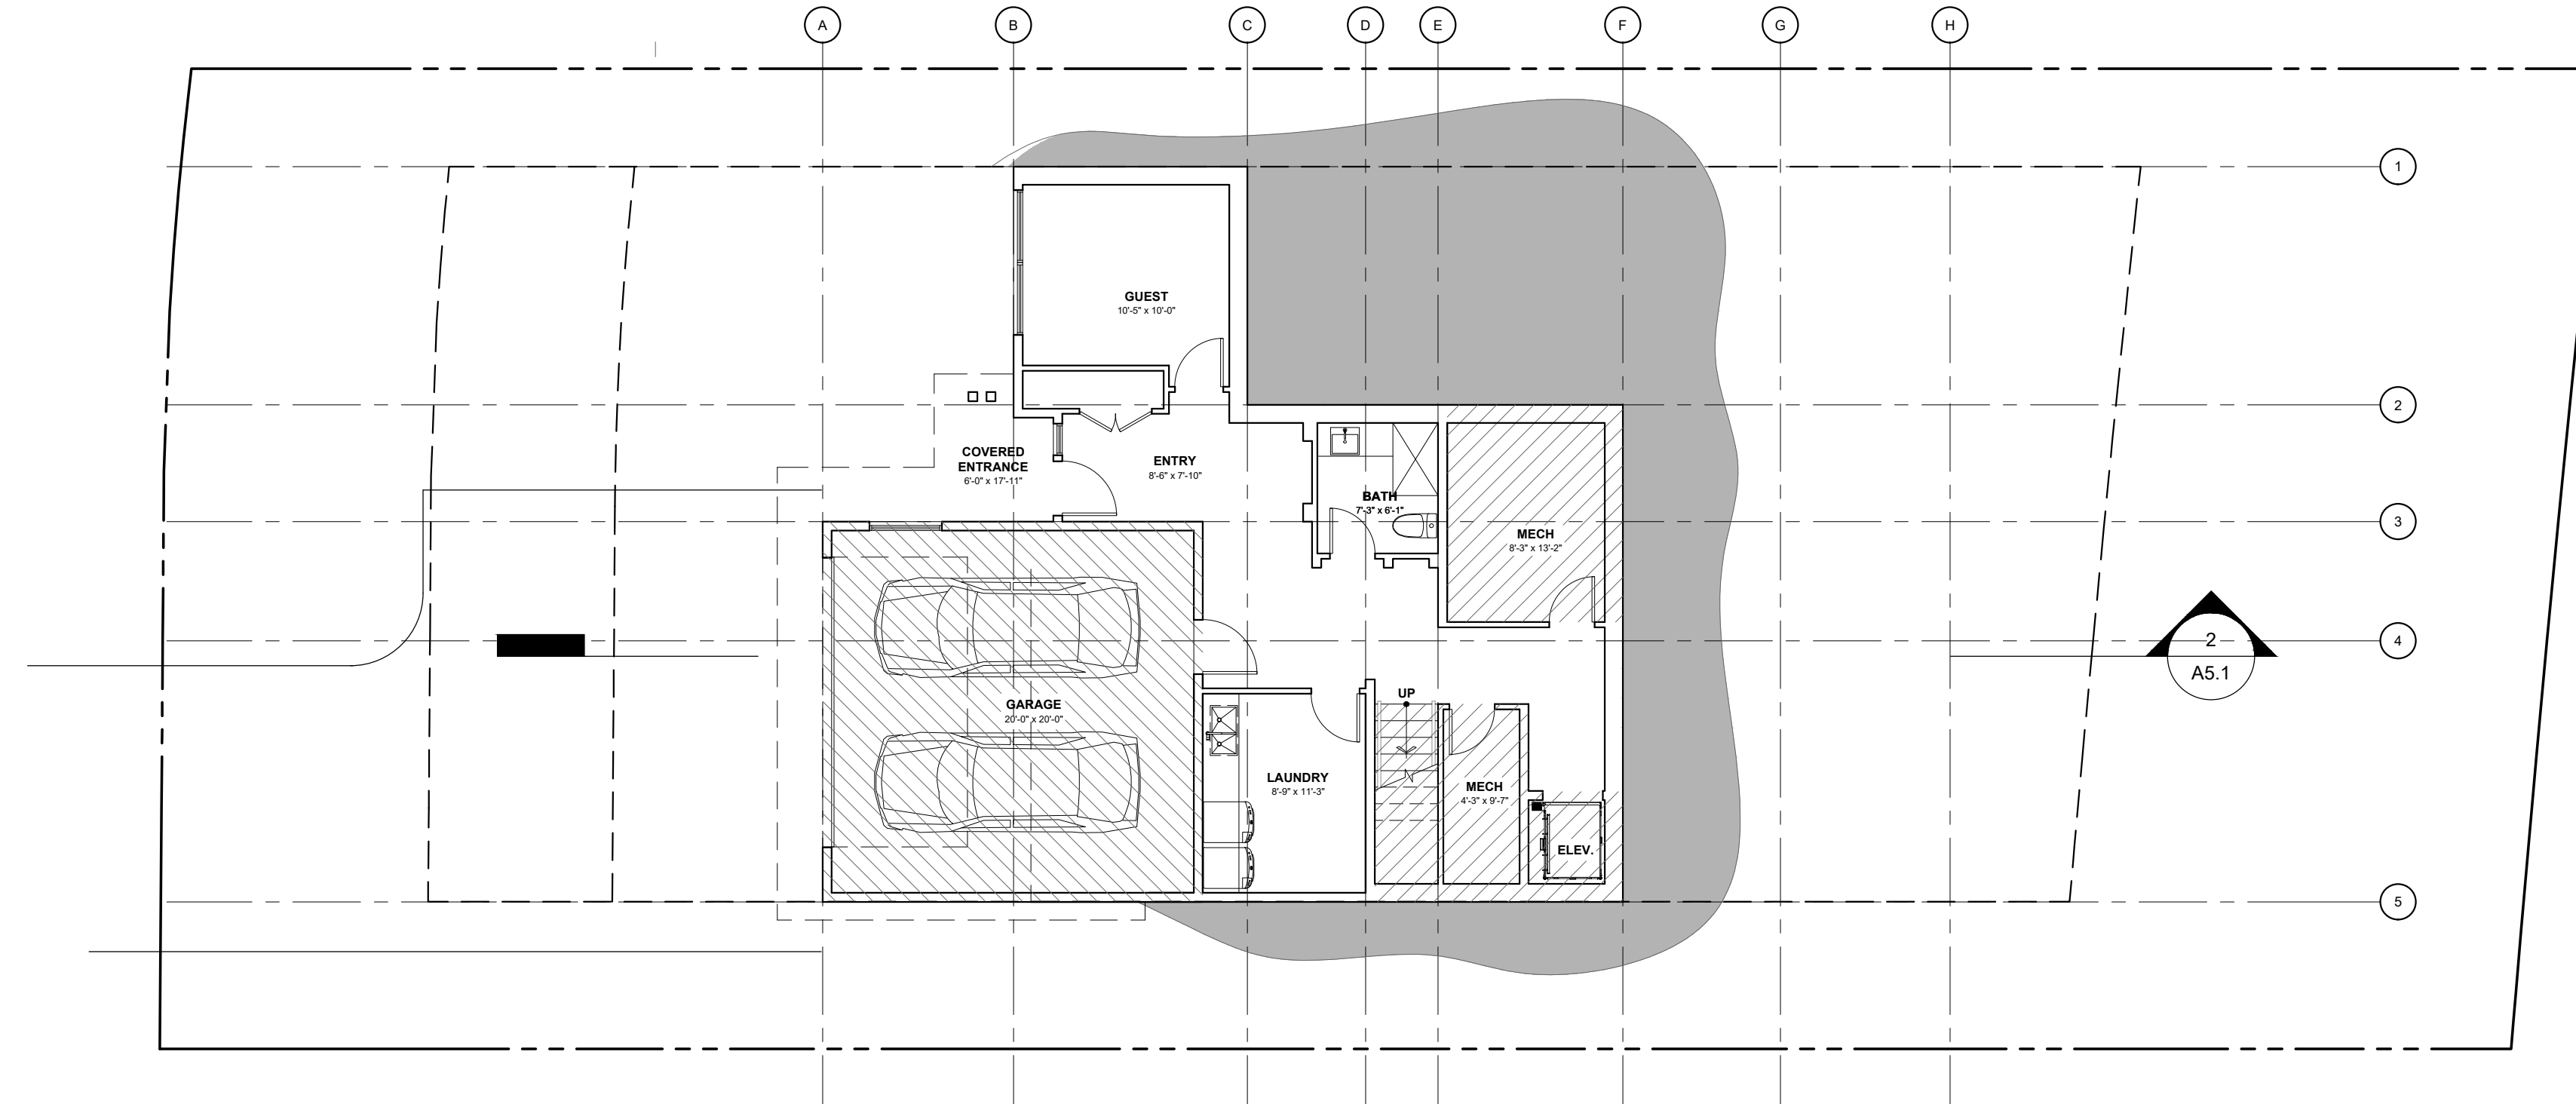 A
B
C
D
E
F
G
H
1
GUEST
10'-5" x 10'-0"
2
COVERED
ENTRANCE
6'-0" x 17'-11"
ENTRY
8'-6" x 7'-10"
BATH
7'-3" x 6'-1"
3
MECH
8'-3" x 13'-2"
4
2
A5.1
UP
GARAGE
20'-0" x 20'-0"
LAUNDRY
8'-9" x 11'-3"
MECH
4'-3" x 9'-7"
ELEV.
5